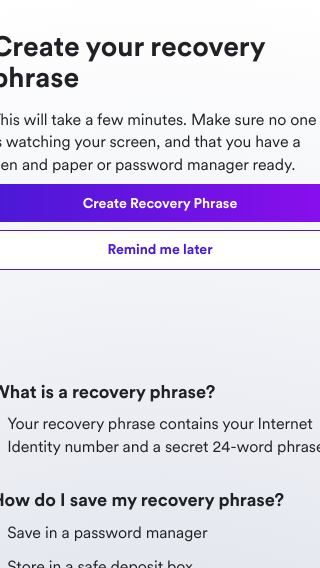 Create your recovery
phrase
This will take a few minutes. Make sure no one
is watching your screen, and that you have a
pen and paper or password manager ready.
Create Recovery Phrase
Remind me later
What is a recovery phrase?
Your recovery phrase contains your Internet
Identity number and a secret 24-word phrase
How do I save my recovery phrase?
Save in a password manager
Store in a safe deposit box